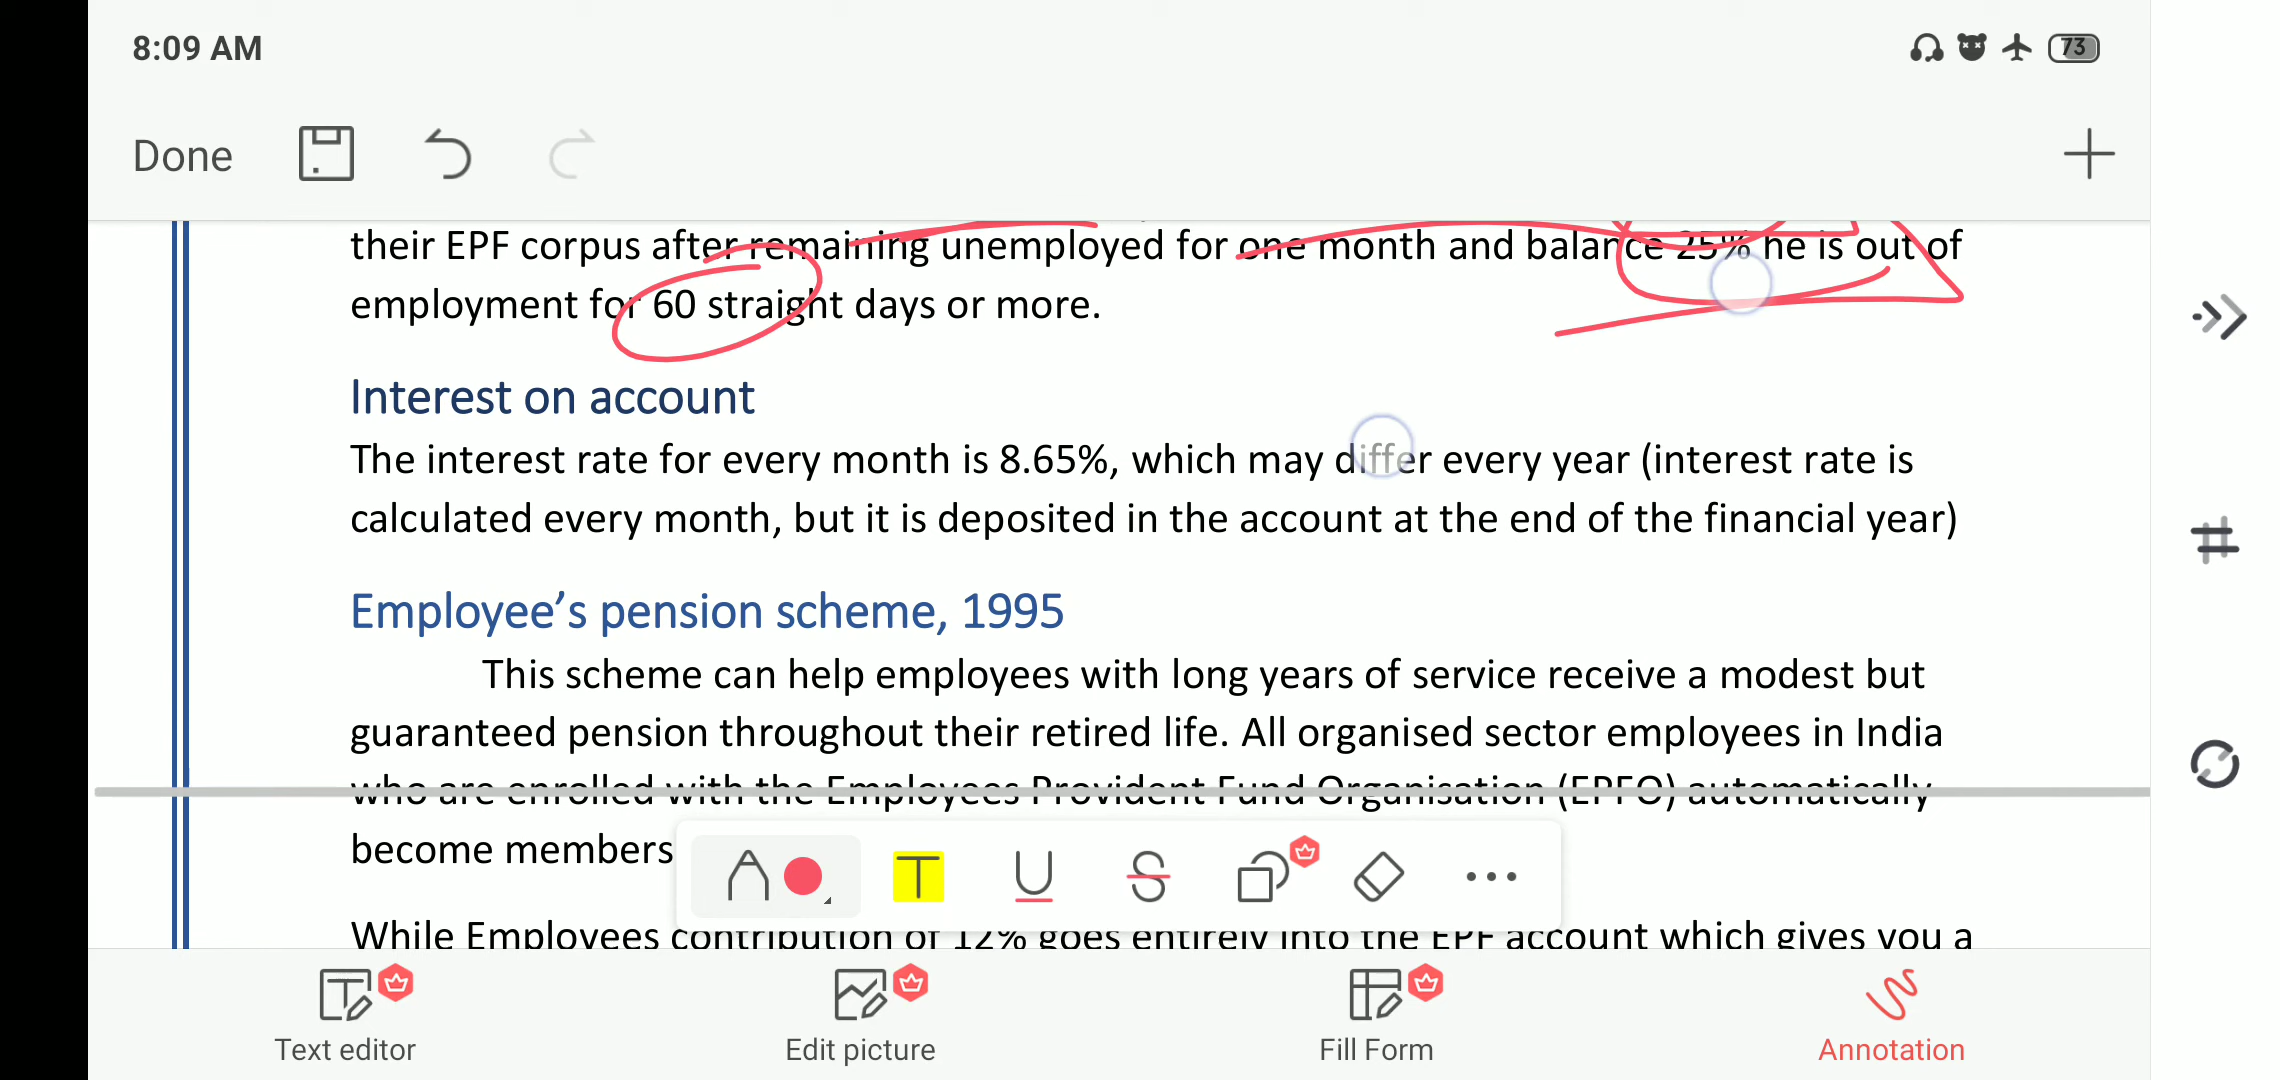 8:09 AM
73
Done
their EPF corpus after remaining unemployed for one month and balance 25% he is out of
employment for 60 straight days or more.
Interest on account
The interest rate for every month is 8.65%, which may differ every year (interest rate is
calculated every month, but it is deposited in the account at the end of the financial year)
Employee’s pension scheme, 1995
This scheme can help employees with long years of service receive a modest but
guaranteed pension throughout their retired life. All organised sector employees in India
who are enrolled with the Employees Provident Fund Organisation (EPFO) automatically
become members
T U S
While Employees contribution of 12% goes entirely into the EPF account which gives you a
Text editor Edit picture Fill Form Annotation